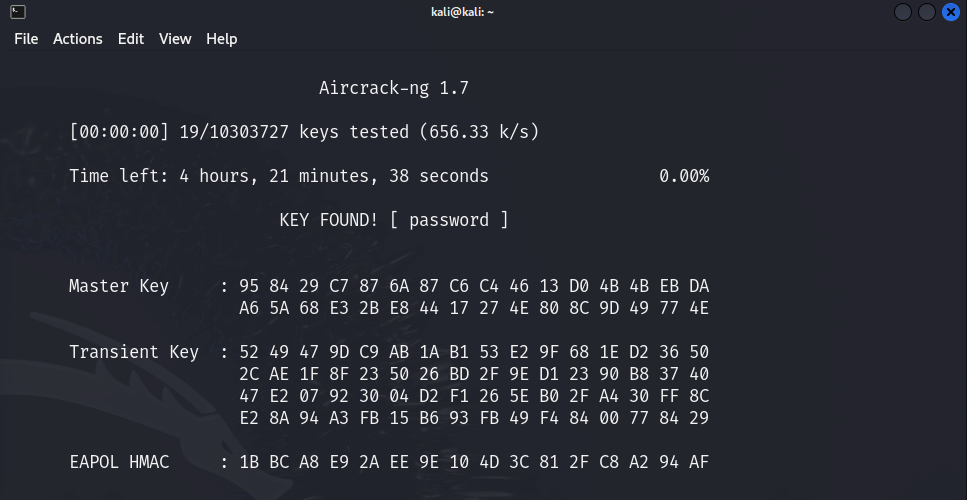 kali@kali: ~
File Actions Edit View Help
Aircrack-ng 1.7
[00:00:00] 19/10303727 keys tested (656.33 k/s)
Time left: 4 hours, 21 minutes, 38 seconds 0.00%
KEY FOUND! [ password ]
Master Key : 95 84 29 C7 87 6A 87 C6 C4 46 13 D0 4B 4B EB DA
A6 5A 68 E3 2B E8 44 17 27 4E 80 8C 9D 49 77 4E
Transient Key : 52 49 47 9D C9 AB 1A B1 53 E2 9F 68 1E D2 36 50
2C AE 1F 8F 23 50 26 BD 2F 9E D1 23 90 B8 37 40
47 E2 07 92 30 04 D2 F1 26 5E B0 2F A4 30 FF 8C
E2 8A 94 A3 FB 15 B6 93 FB 49 F4 84 00 77 84 29
EAPOL HMAC : 1B BC A8 E9 2A EE 9E 10 4D 3C 81 2F C8 A2 94 AF